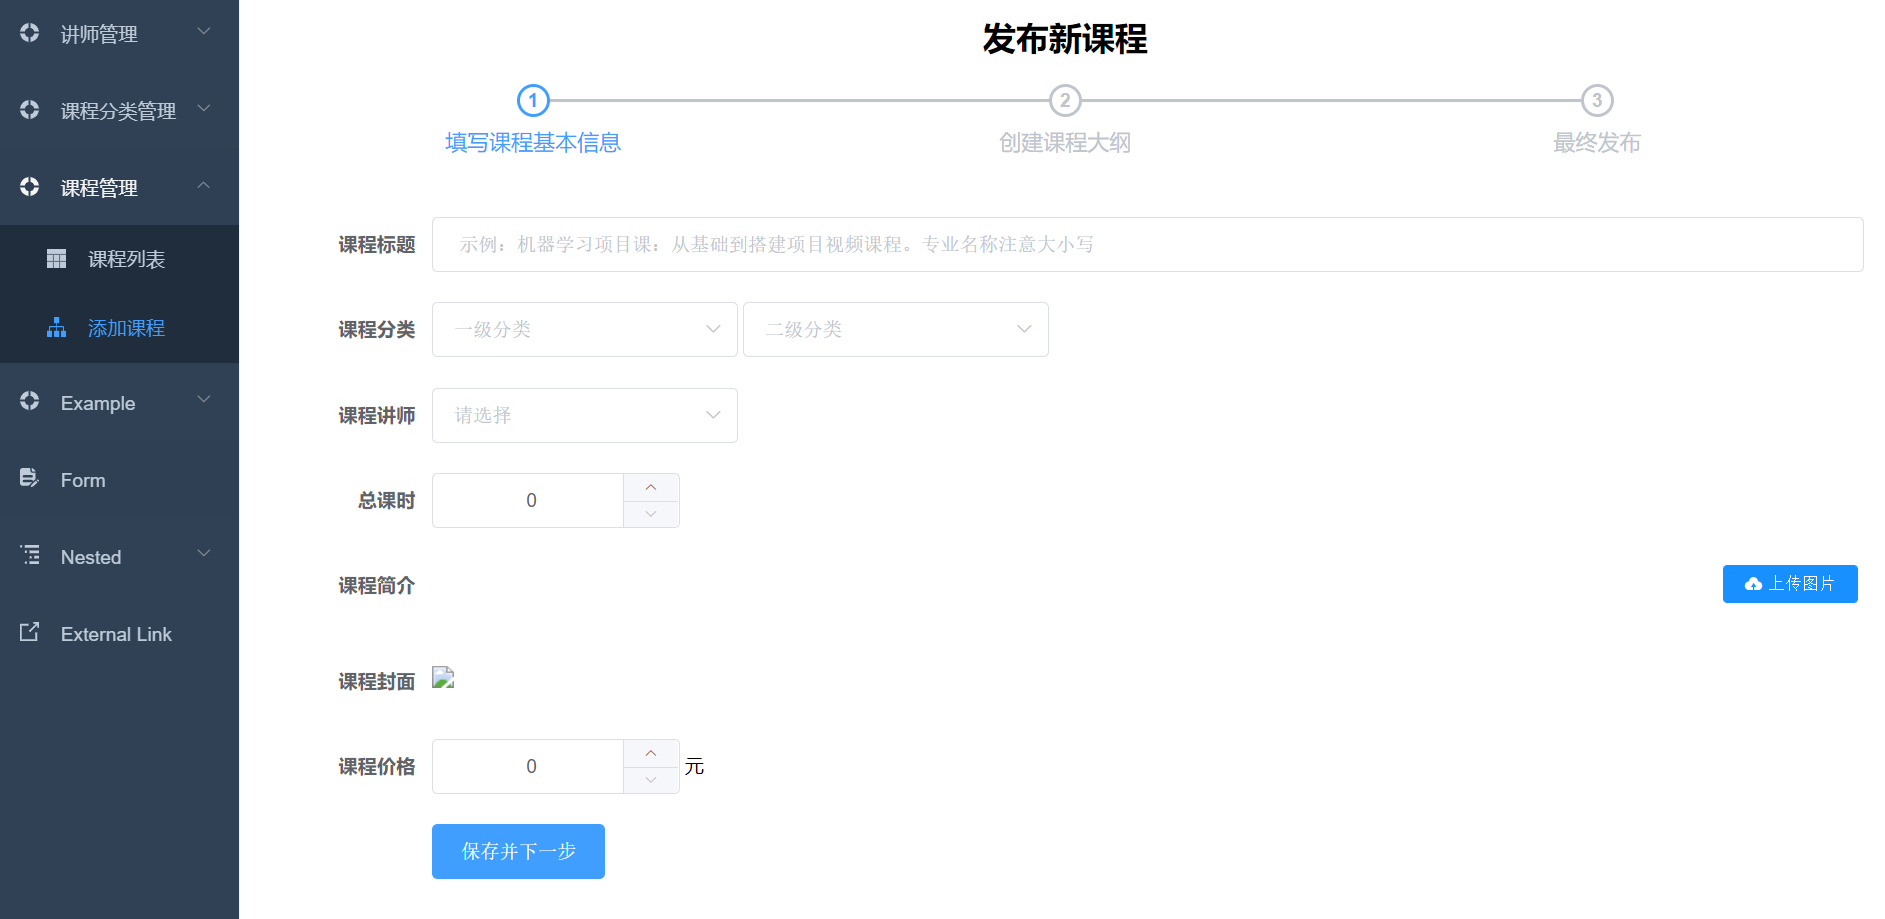 讲师管理
课程分类管理
课程管理
课程列表
添加课程
Example
Form
Nested
External Link
发布新课程
1 2 3
填写课程基本信息 创建课程大纲 最终发布
课程标题 示例：机器学习项目课：从基础到搭建项目视频课程。专业名称注意大小写
课程分类 一级分类 二级分类
课程讲师 请选择
总课时 0
课程简介 上传图片
课程封面
课程价格 0 元
保存并下一步